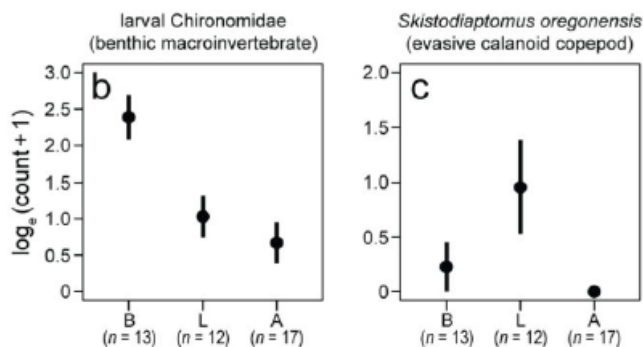 larval Chironomidae
(benthic macroinvertebrate)
Skistodiaptomus oregonensis
(evasive calanoid copepod)
b
logₑ(count + 1)
3.0
2.5
2.0
1.5
1.0
0.5
0
B
L
A
(n = 13)
(n = 12)
(n = 17)
c
2.0
1.5
1.0
0.5
0
B
L
A
(n = 13)
(n = 12)
(n = 17)